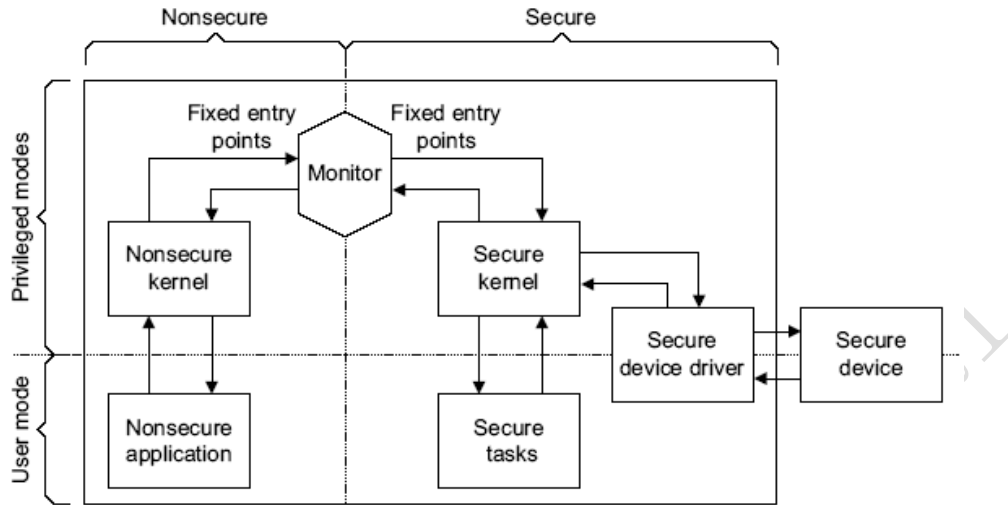 Nonsecure
Secure
Privileged modes
Fixed entry
points
Fixed entry
points
Monitor
Nonsecure
kernel
Secure
kernel
Secure
device driver
Secure
device
User mode
Nonsecure
application
Secure
tasks